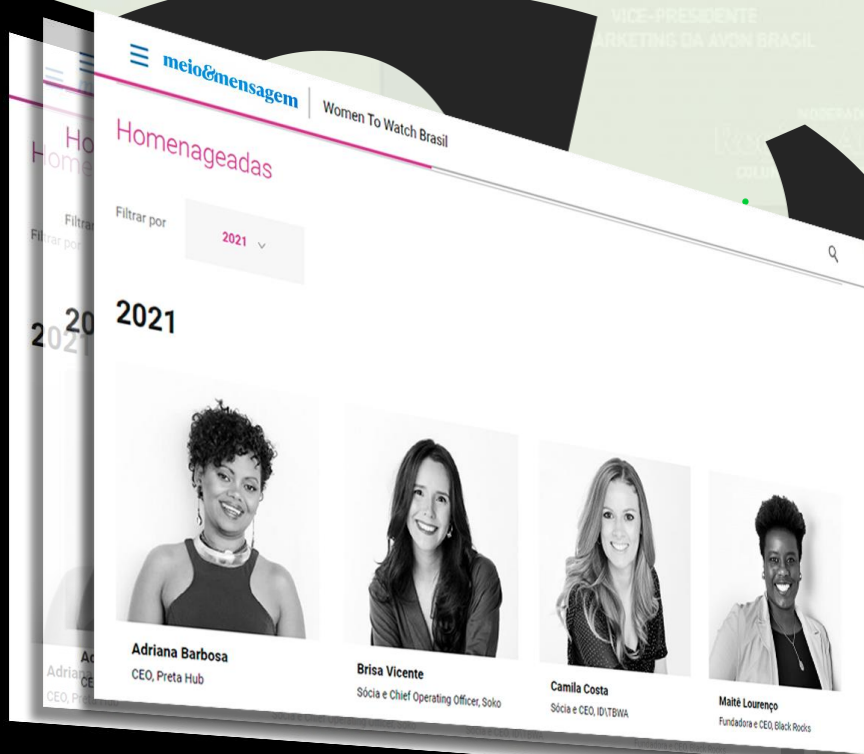 VICE-PRESIDENTE
MARKETING DA AVON BRASIL
meio&mensagem
Women To Watch Brasil
Homenageadas
Filtrar por
2021
2021
Adriana Barbosa
CEO, Preta Hub
Brisa Vicente
Sócia e Chief Operating Officer, Soko
Camila Costa
Sócia e CEO, ID\TBWA
Maitê Lourenço
Fundadora e CEO, Black Rocks